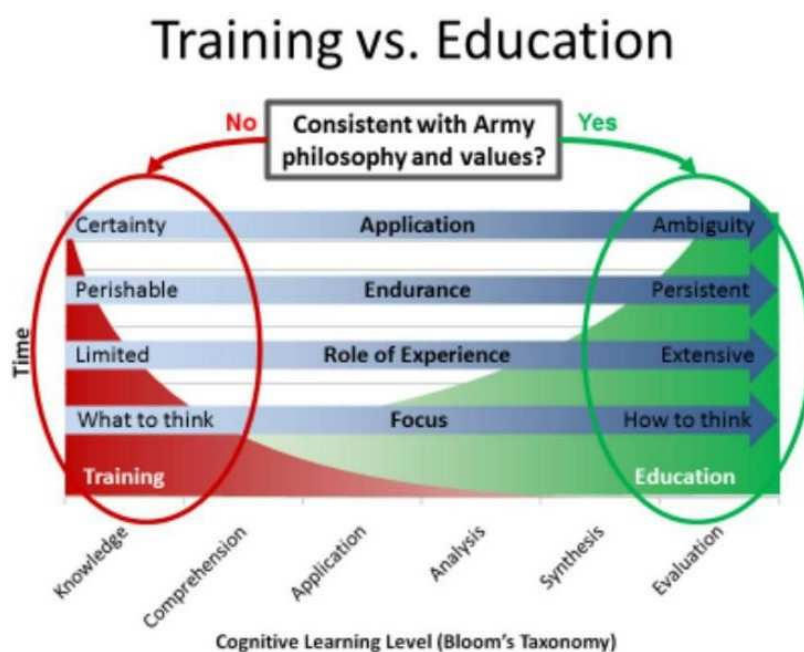 Training vs. Education
No
Consistent with Army
philosophy and values?
Yes
Certainty Application Ambiguity
Perishable Endurance Persistent
Limited Role of Experience Extensive
What to think Focus How to think
Training Education
Time
Knowledge
Comprehension
Application
Analysis
Synthesis
Evaluation
Cognitive Learning Level (Bloom's Taxonomy)